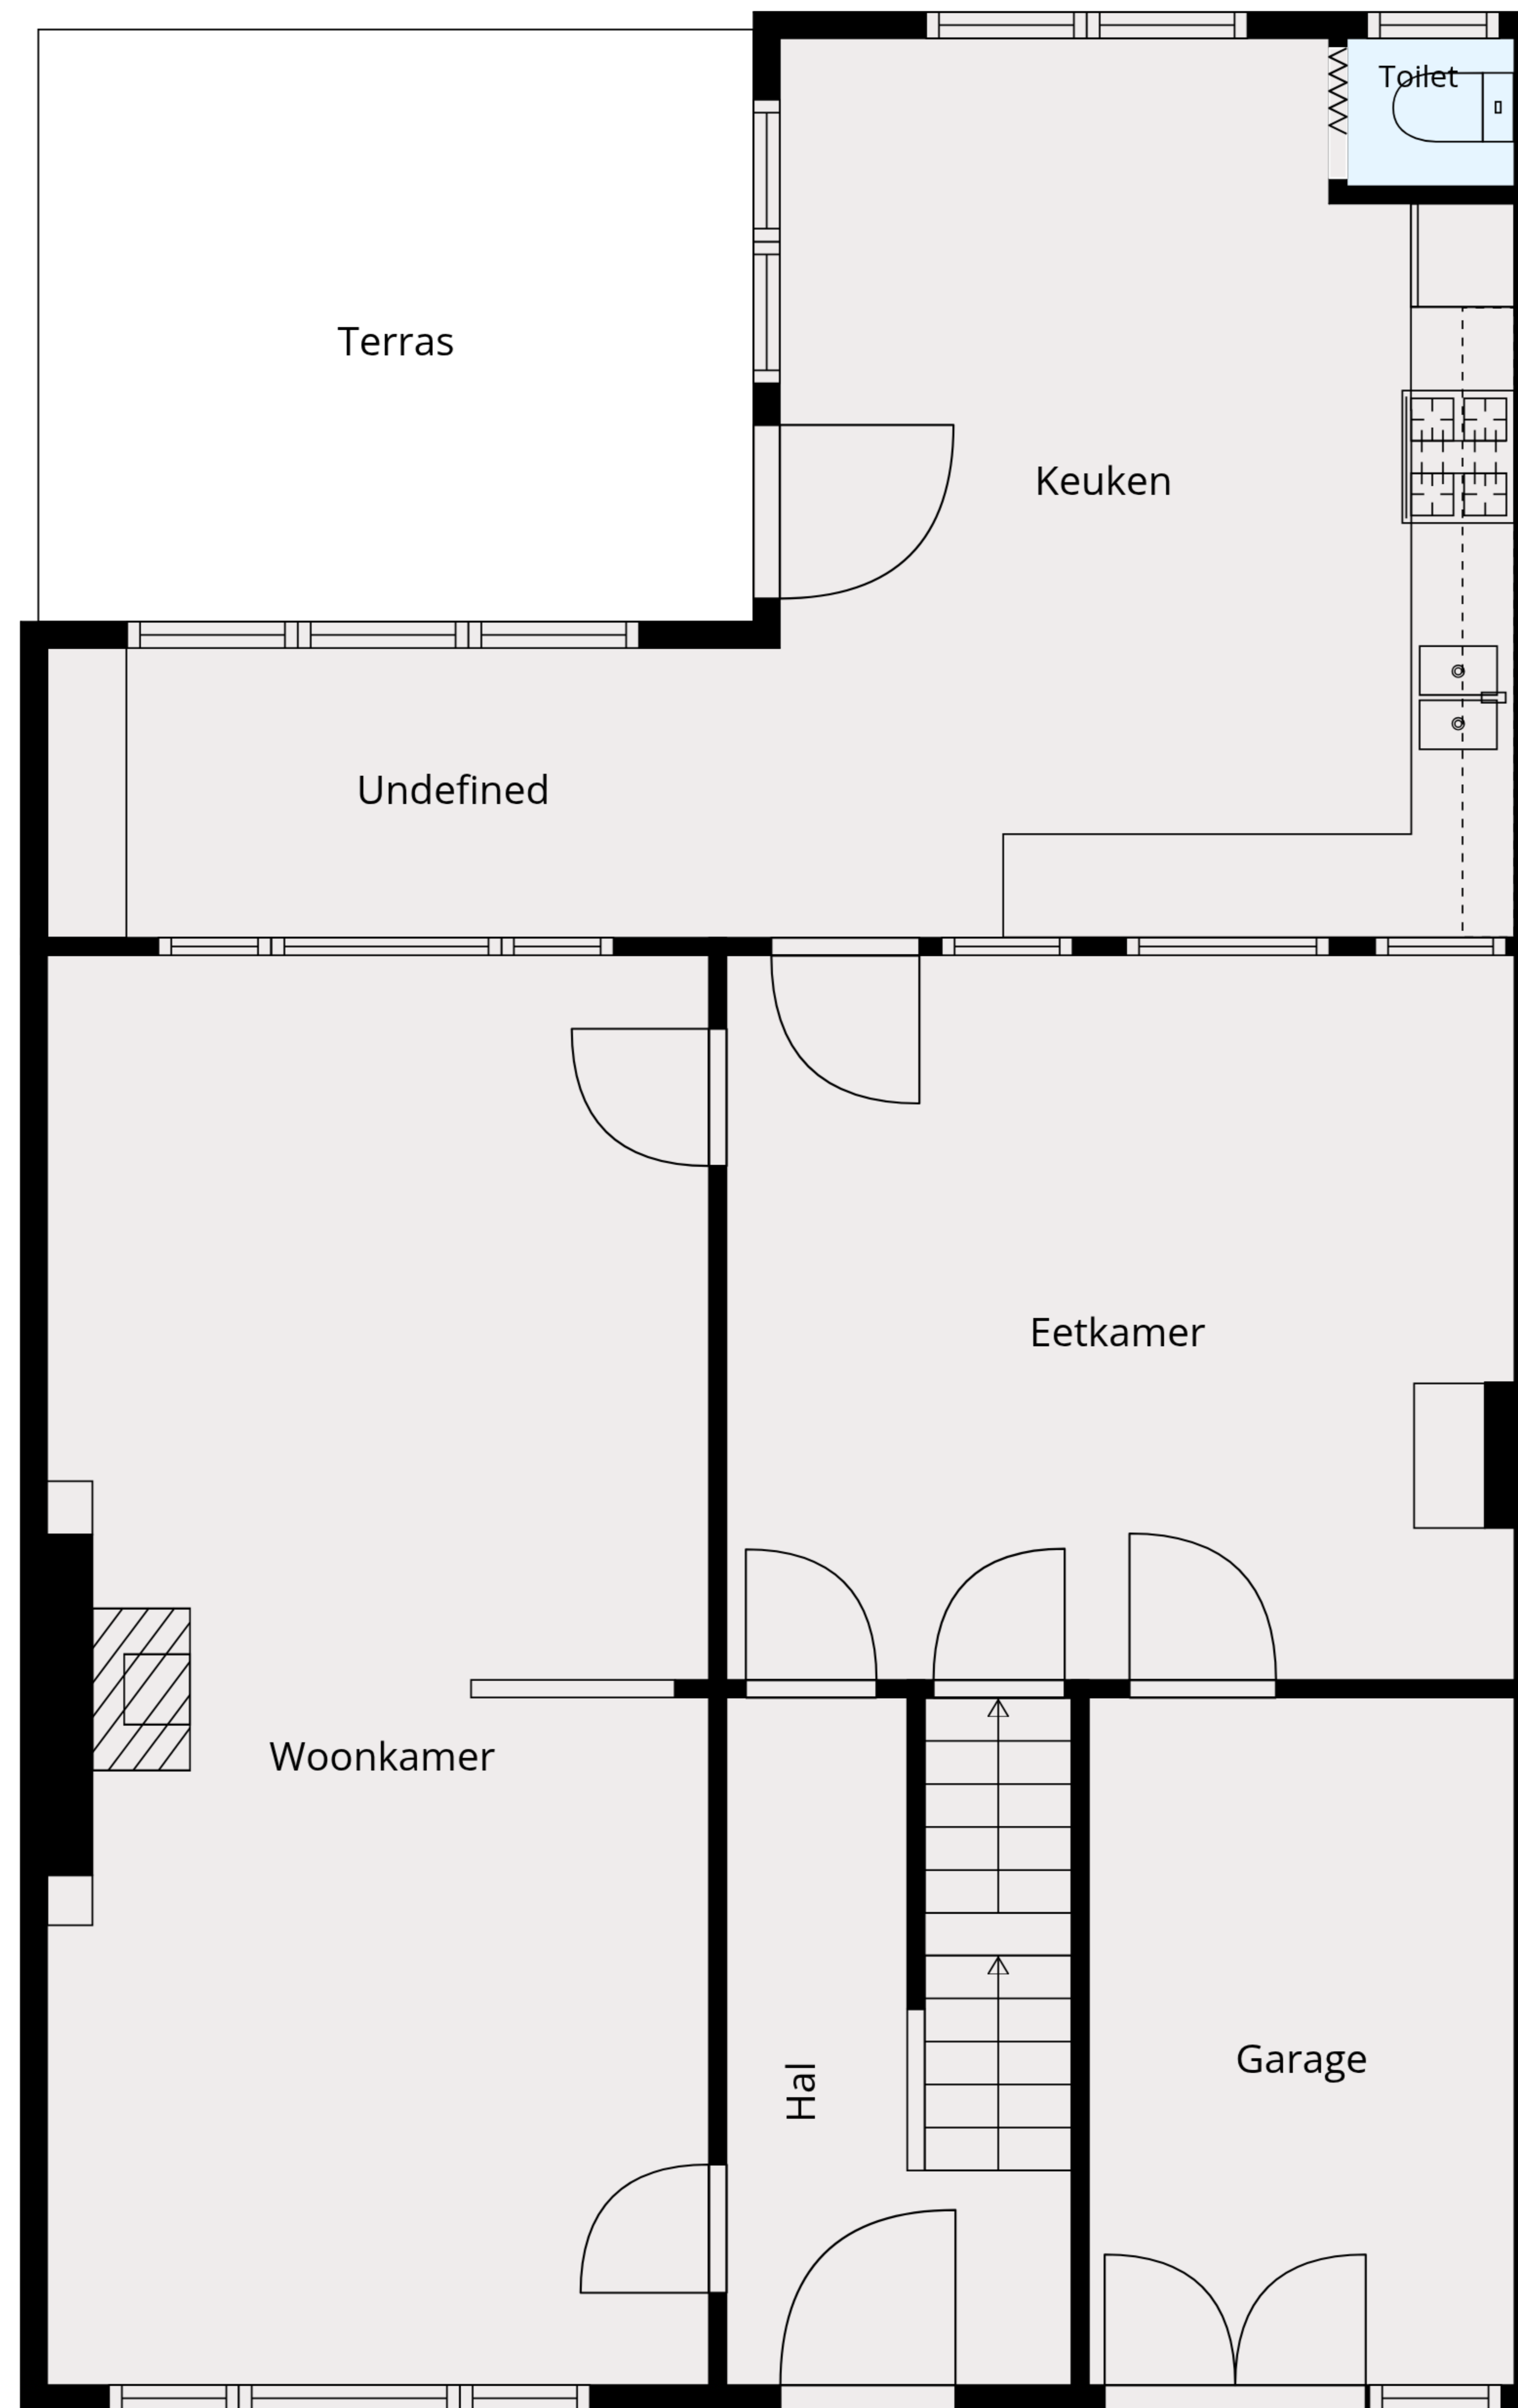 Toilet
Terras
Keuken
Undefined
Eetkamer
Woonkamer
Garage
Hal